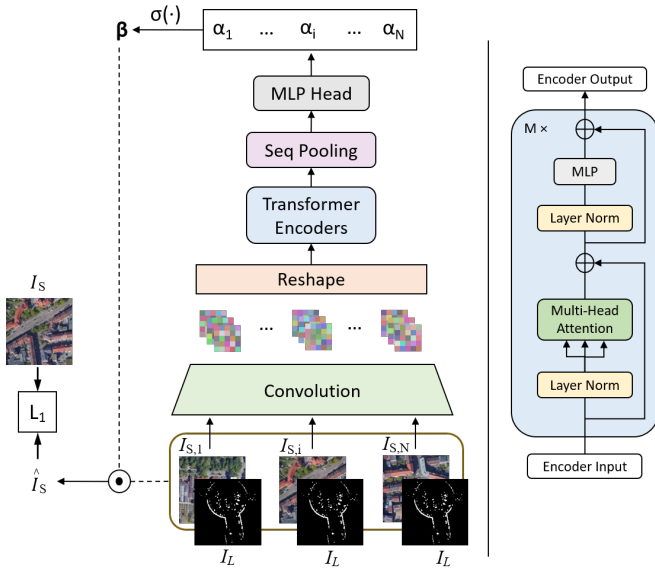 β
σ(·)
α1 ... αi ... αN
MLP Head
Seq Pooling
Transformer
Encoders
Reshape
... ...
Convolution
IS,1 IS,i IS,N
IL IL IL
IS
L1
ÎS
Encoder Output
M ×
MLP
Layer Norm
Multi-Head
Attention
Layer Norm
Encoder Input